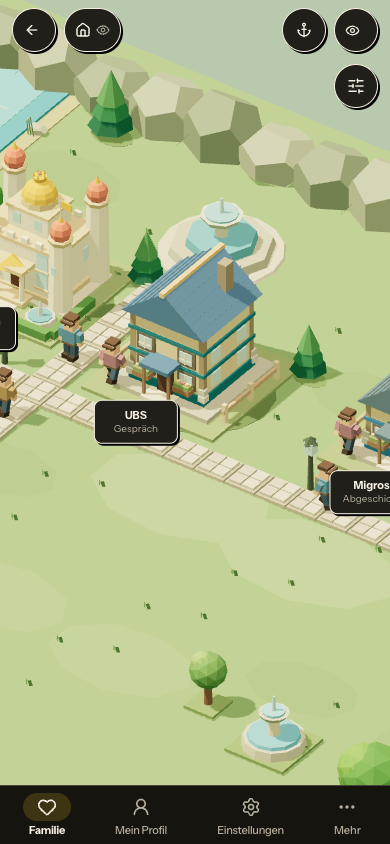 UBS
Gespräch
Migros
Familie
Mein Profil
Einstellungen
Mehr